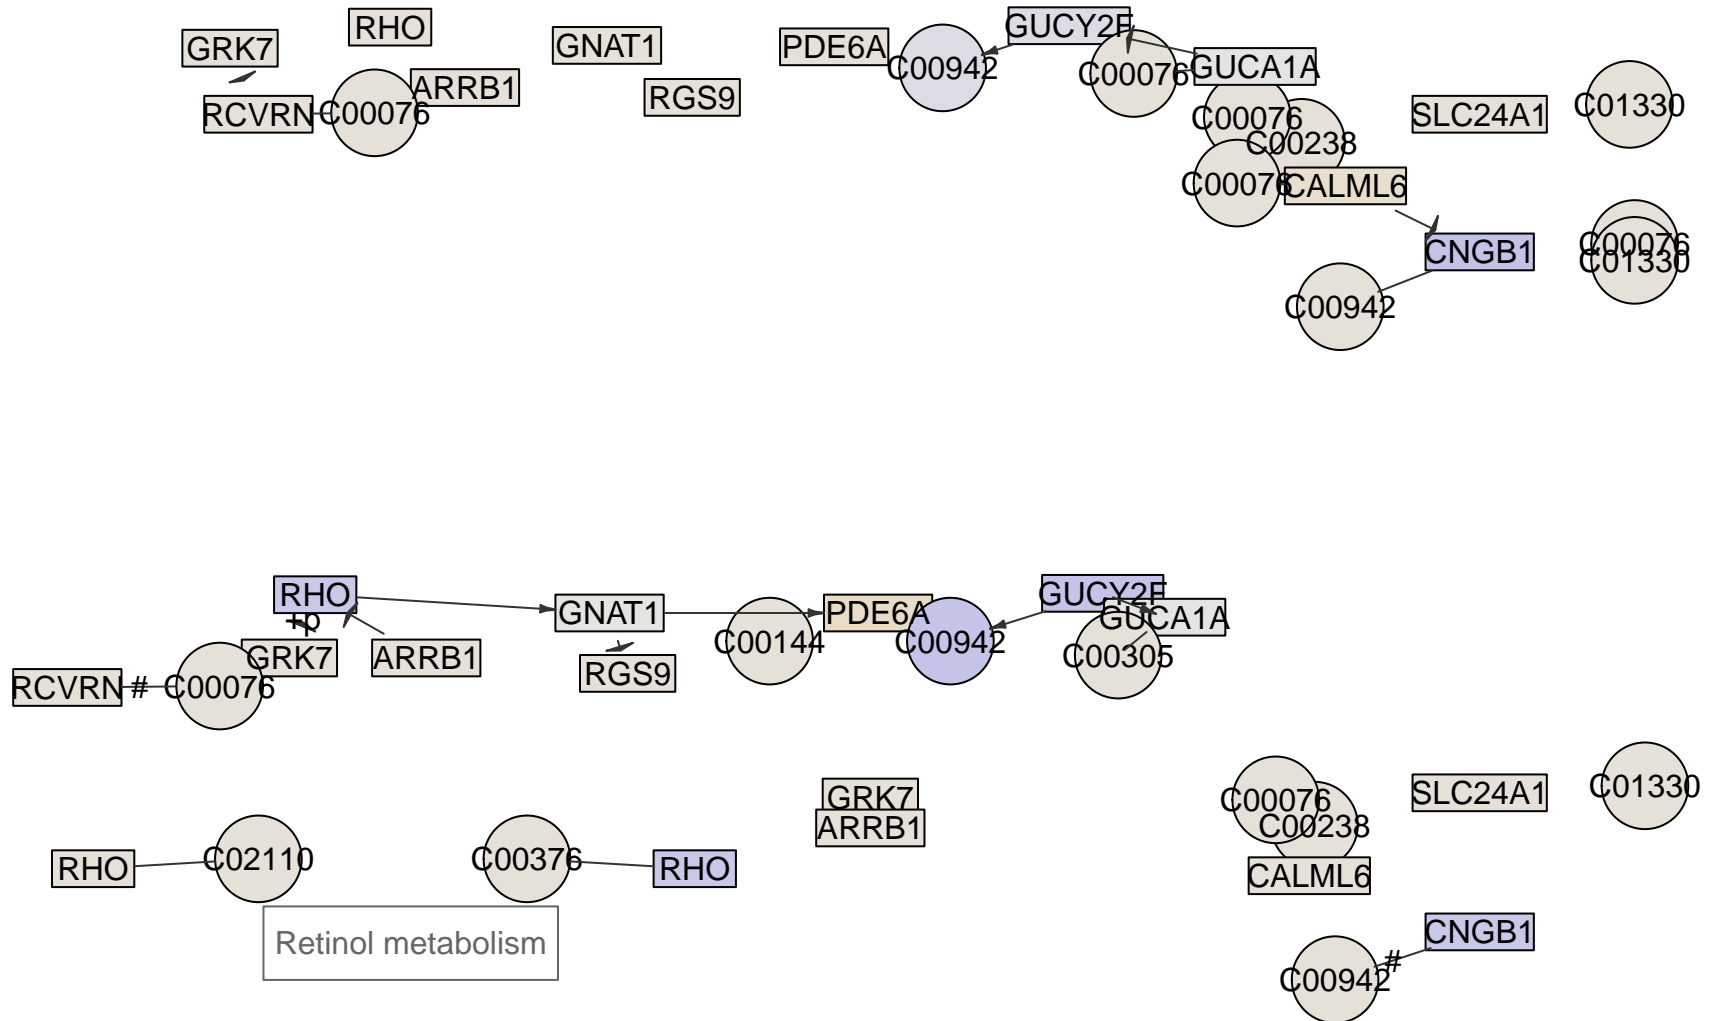 GRK7
RHO
GNAT1
PDE6A
C00942
GUCY2F
C00076
GUCA1A
RCVRN
C00076
ARRB1
RGS9
C00076
C00238
SLC24A1
C01330
C00076
CALML6
CNGB1
C00076
C01330
C00942
RHO
+p
GNAT1
PDE6A
GUCY2F
GUCA1A
C00144
C00942
C00305
RCVRN
#
C00076
GRK7
ARRB1
RGS9
GRK7
ARRB1
C00076
C00238
SLC24A1
C01330
RHO
C02110
C00376
RHO
CALML6
Retinol metabolism
CNGB1
#
C00942